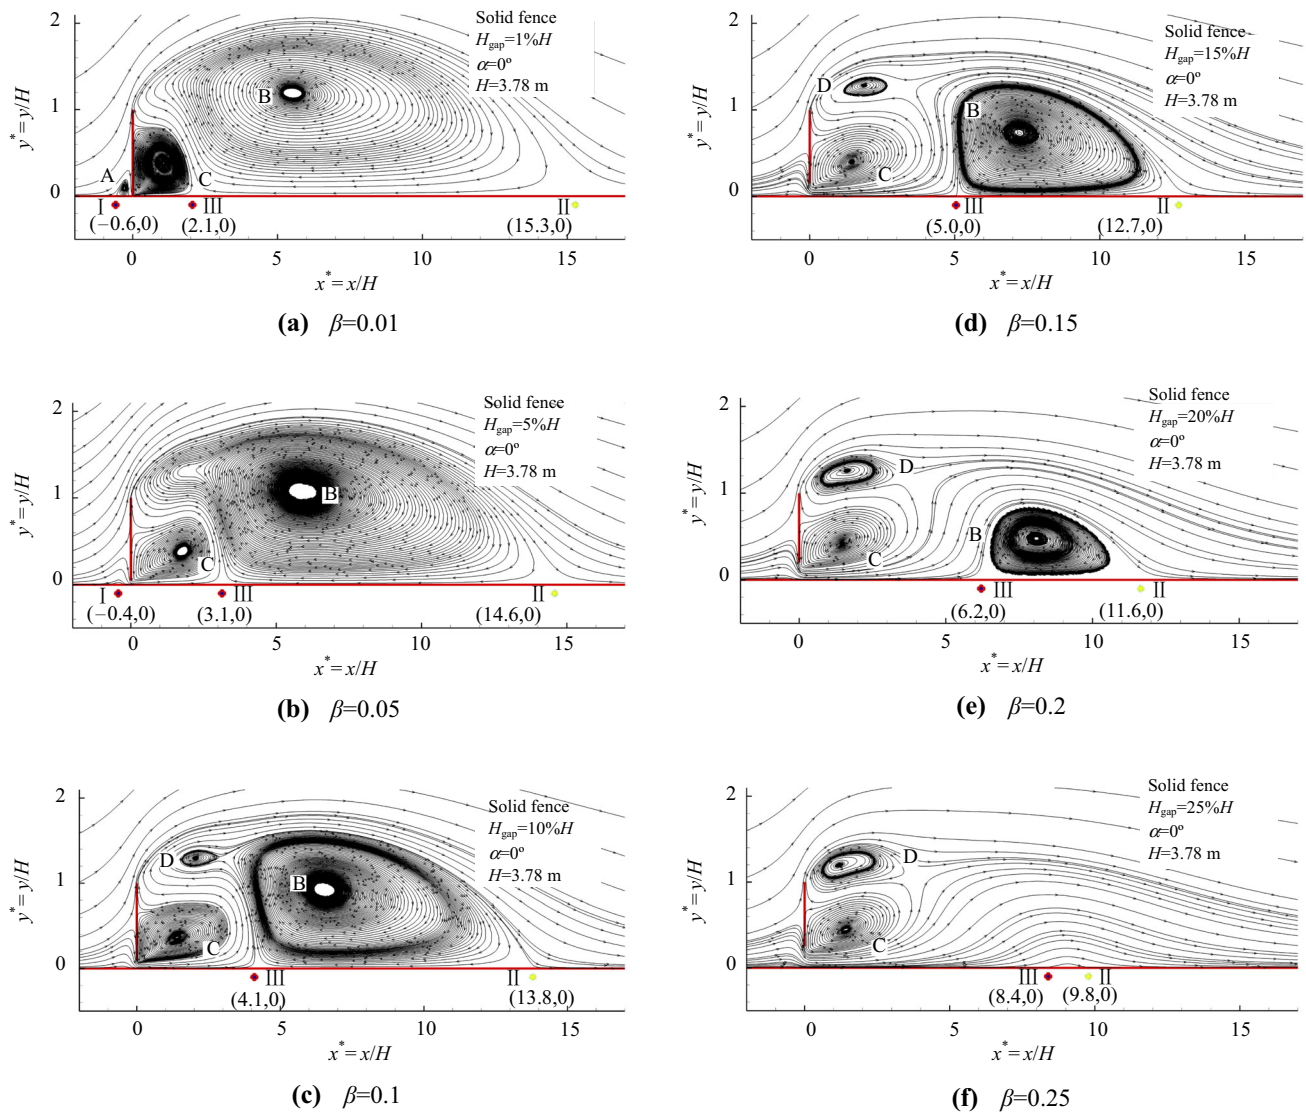 Solid fence
H_gap=1%H
α=0º
H=3.78 m
2
1
0
y* = y/H
A
B
C
I
III
II
(−0.6,0)
(2.1,0)
(15.3,0)
0
5
10
15
x* = x/H
(a) β=0.01
Solid fence
H_gap=15%H
α=0º
H=3.78 m
2
1
0
y* = y/H
D
B
C
III
II
(5.0,0)
(12.7,0)
0
5
10
15
x* = x/H
(d) β=0.15
Solid fence
H_gap=5%H
α=0º
H=3.78 m
2
1
0
y* = y/H
B
C
I
III
II
(−0.4,0)
(3.1,0)
(14.6,0)
0
5
10
15
x* = x/H
(b) β=0.05
Solid fence
H_gap=20%H
α=0º
H=3.78 m
2
1
0
y* = y/H
D
B
C
III
II
(6.2,0)
(11.6,0)
0
5
10
15
x* = x/H
(e) β=0.2
Solid fence
H_gap=10%H
α=0º
H=3.78 m
2
1
0
y* = y/H
D
B
C
III
II
(4.1,0)
(13.8,0)
0
5
10
15
x* = x/H
(c) β=0.1
Solid fence
H_gap=25%H
α=0º
H=3.78 m
2
1
0
y* = y/H
D
C
III
II
(8.4,0)
(9.8,0)
0
5
10
15
x* = x/H
(f) β=0.25